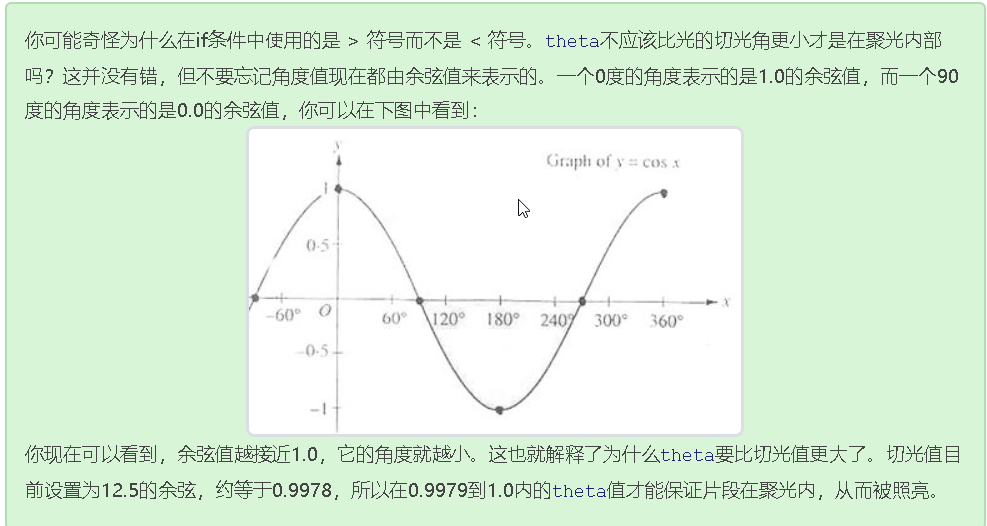 你可能奇怪为什么在if条件中使用的是 > 符号而不是 < 符号。theta不应该比光的切光角更小才是在聚光内部
吗？这并没有错，但不要忘记角度值现在都由余弦值来表示的。一个0度的角度表示的是1.0的余弦值，而一个90
度的角度表示的是0.0的余弦值，你可以在下图中看到：
y
Graph of y = cos x
1
0·5
-60° O 60° 120° 180° 240° 300° 360° x
-0·5
-1
你现在可以看到，余弦值越接近1.0，它的角度就越小。这也就解释了为什么theta要比切光值更大了。切光值目
前设置为12.5的余弦，约等于0.9978，所以在0.9979到1.0内的theta值才能保证片段在聚光内，从而被照亮。